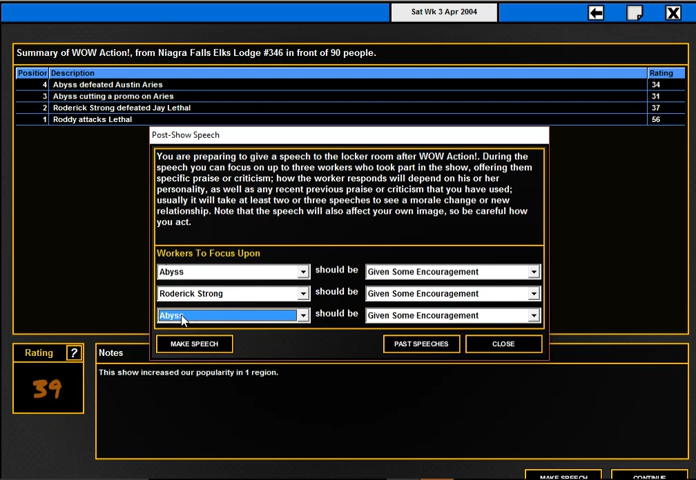 Sat Wk 3 Apr 2004
Summary of WOW Action!, from Niagra Falls Elks Lodge #346 in front of 90 people.
Position Description Rating
4 Abyss defeated Austin Aries 34
3 Abyss cutting a promo on Aries 31
2 Roderick Strong defeated Jay Lethal 37
1 Roddy attacks Lethal 56
Post-Show Speech
You are preparing to give a speech to the locker room after WOW Action!. During the
speech you can focus on up to three workers who took part in the show, offering them
specific praise or criticism; how the worker responds will depend on his or her
personality, as well as any recent previous praise or criticism that you have used;
usually it will take at least two or three speeches to see a morale change or new
relationship. Note that the speech will also affect your own image, so be careful how
you act.
Workers To Focus Upon
Abyss should be Given Some Encouragement
Roderick Strong should be Given Some Encouragement
Abyss should be Given Some Encouragement
MAKE SPEECH PAST SPEECHES CLOSE
Rating ? Notes
39
This show increased our popularity in 1 region.
MAKE SPEECH CONTINUE